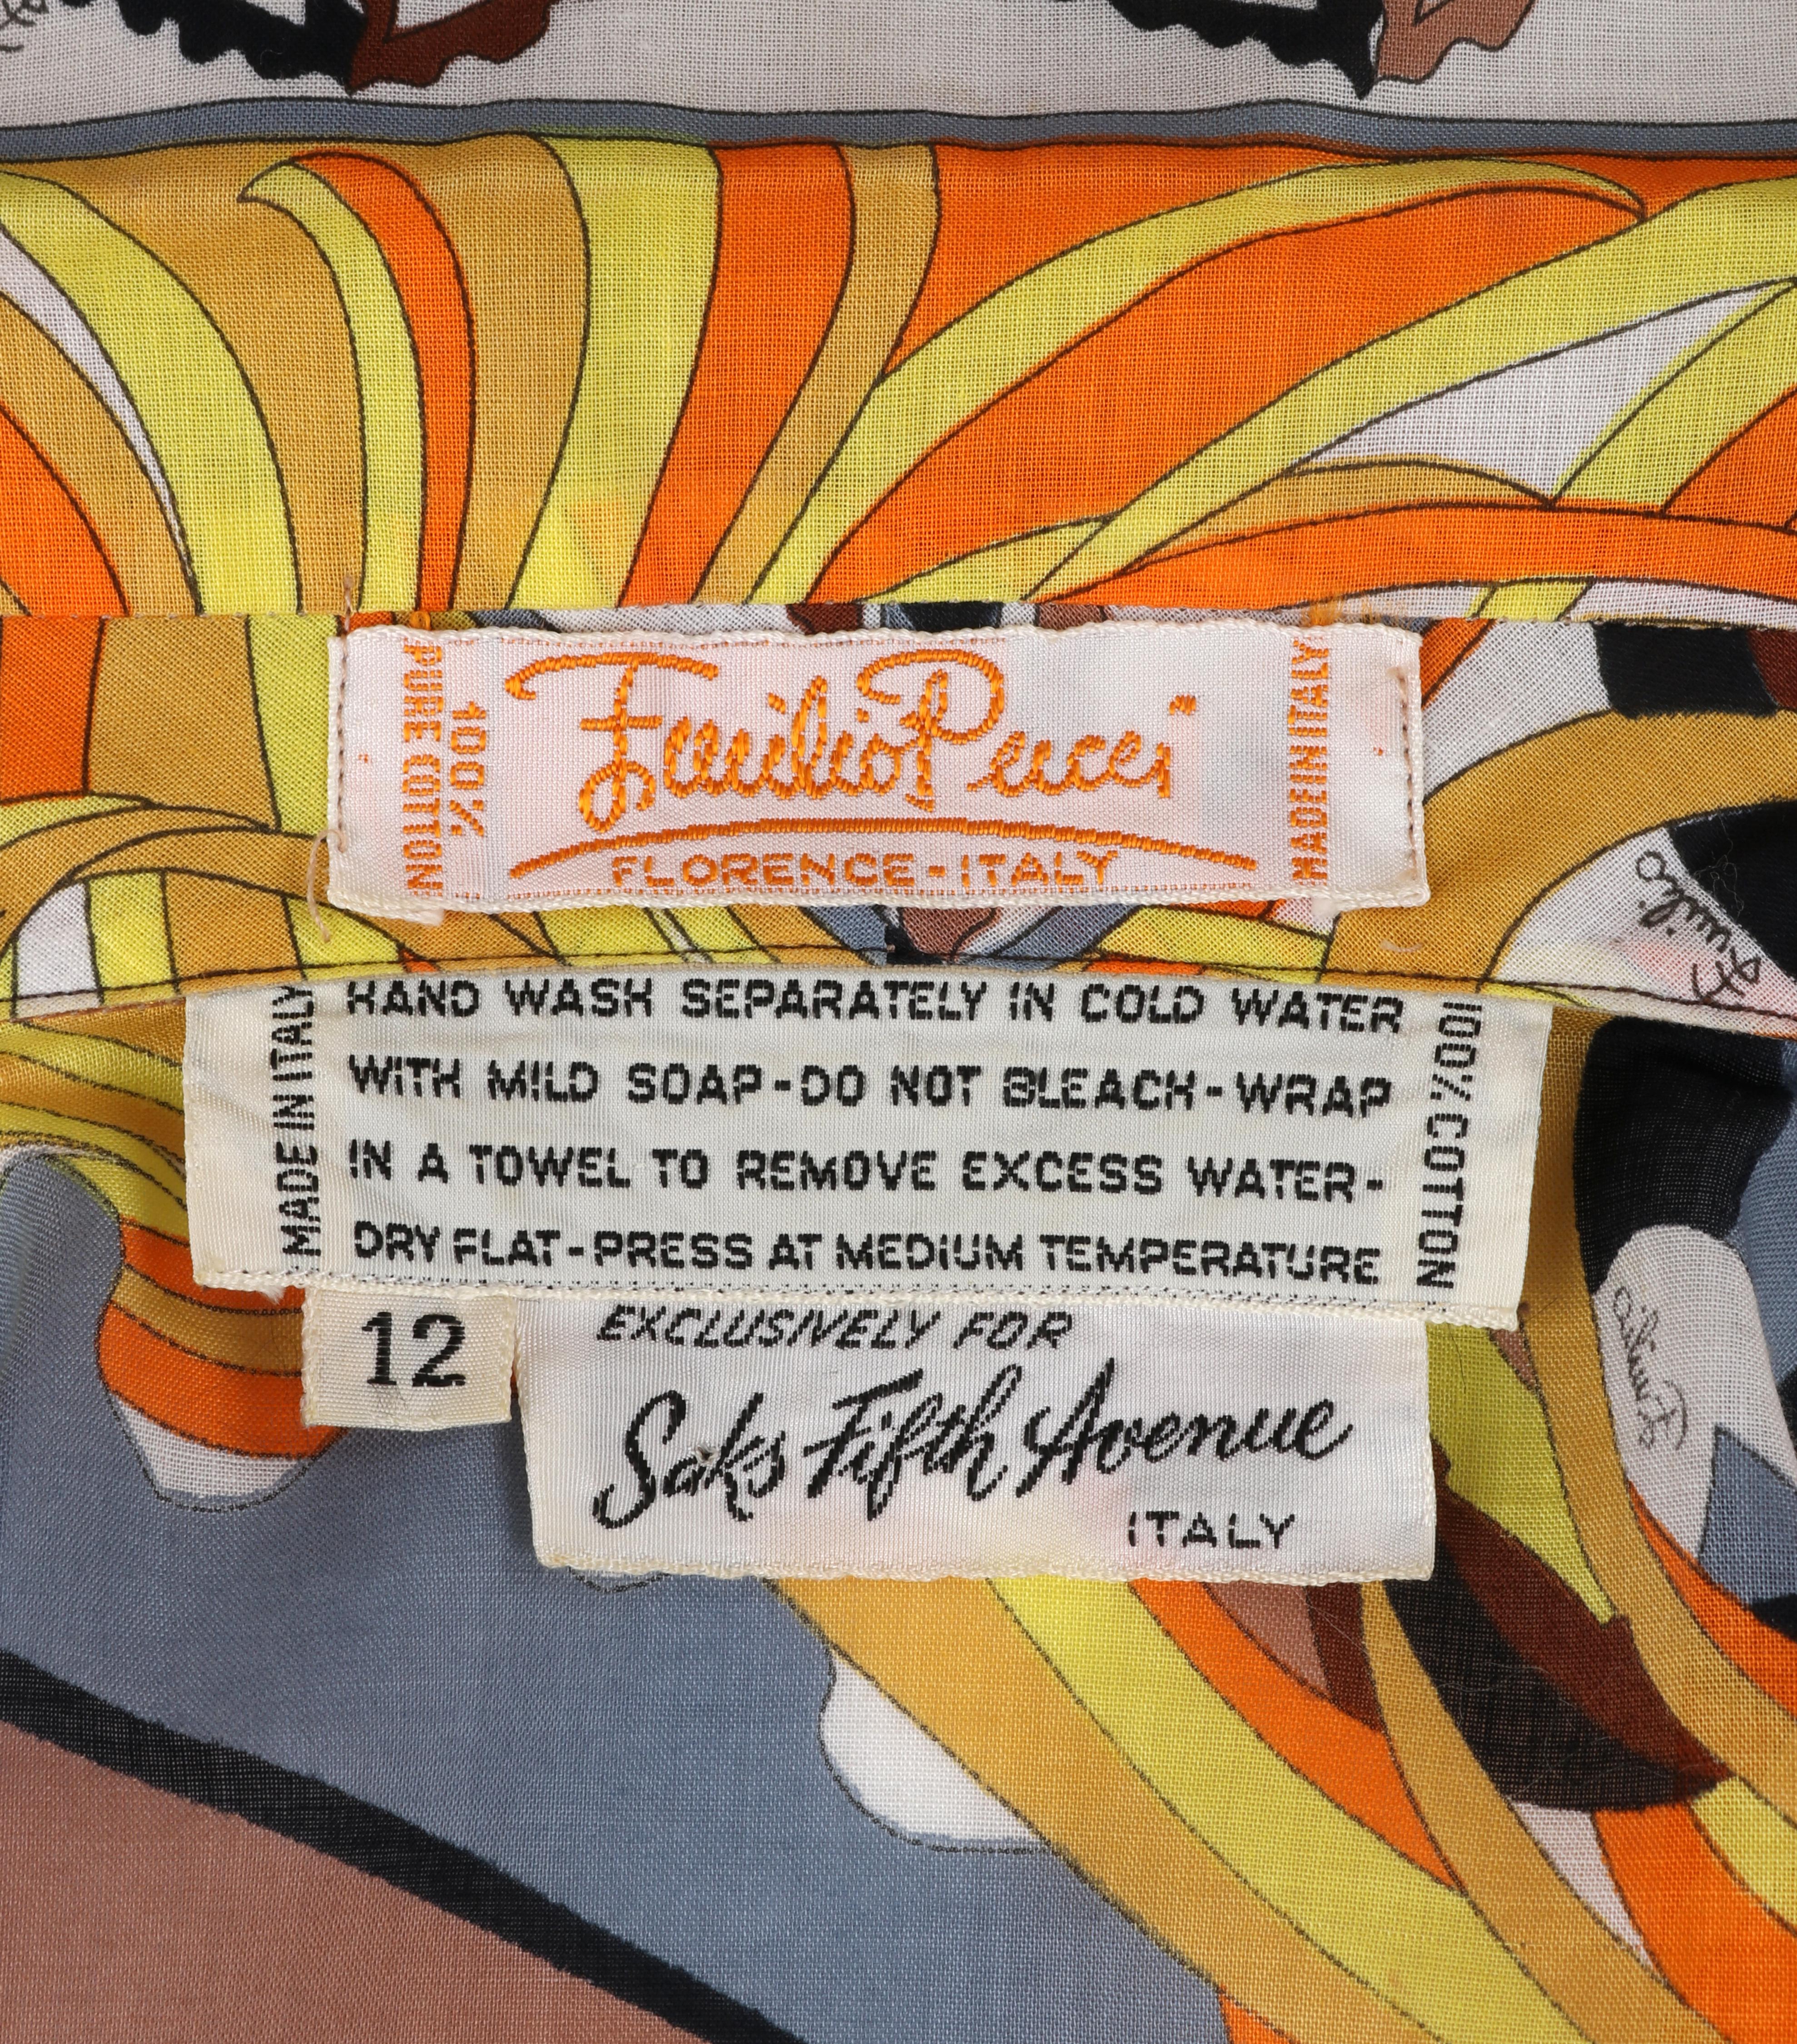 100%
PURE COTTON
Emilio Pucci
FLORENCE-ITALY
MADE IN ITALY
Emilio
MADE IN ITALY
HAND WASH SEPARATELY IN COLD WATER
WITH MILD SOAP-DO NOT BLEACH-WRAP
IN A TOWEL TO REMOVE EXCESS WATER-
DRY FLAT-PRESS AT MEDIUM TEMPERATURE
100% COTTON
12
EXCLUSIVELY FOR
Saks Fifth Avenue
ITALY
Emilio